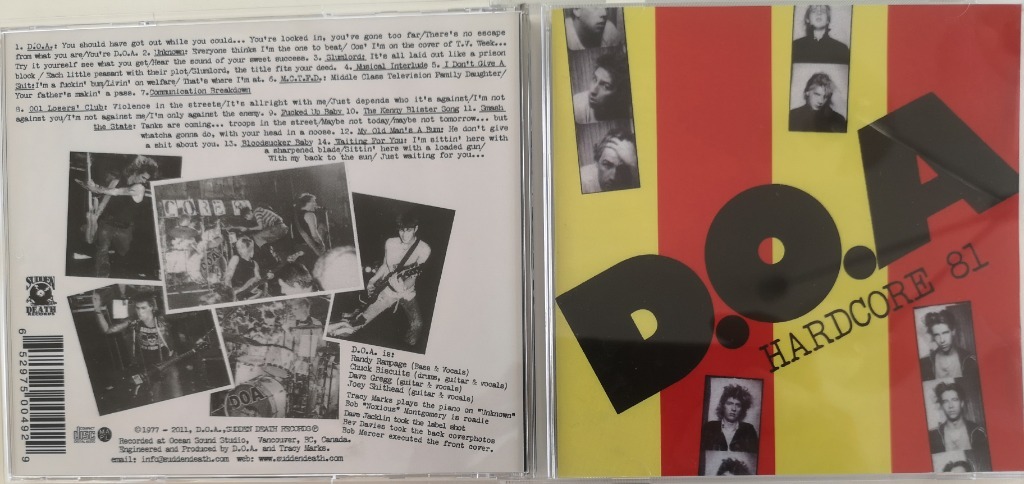 1. D.O.A.: You should have got out while you could... You're locked in, you've gone too far/There's no escape
from what you are/You're D.O.A. 2. Unknown: Everyone thinks I'm the one to beat/ Cos' I'm on the cover of T.V. Week...
Try it yourself see what you get/Hear the sound of your sweet success. 3. Slumlord: It's all laid out like a prison
block / Each little peasant with their plot/Slumlord, the title fits your deed. 4. Musical Interlude 5. I Don't Give A
Shit:I'm a fuckin' bum/Livin' on welfare/ That's where I'm at. 6. M.C.T.F.D.: Middle Class Television Family Daughter/
Your father's makin' a pass. 7.Communication Breakdown
8. 001 Losers' Club: Violence in the streets/It's allright with me/Just depends who it's against/I'm not
against you/I'm not against me/I'm only against the enemy. 9. Fucked Up Baby 10. The Kenny Blister Song 11. Smash
the State: Tanks are coming... troops in the street/Maybe not today/maybe not tomorrow... but
whatcha gonna do, with your head in a noose. 12. My Old Man's A Bum: He don't give
a shit about you. 13. Bloodsucker Baby 14. Waiting For You: I'm sittin' here with
a sharpened blade/Sittin' here with a loaded gun/
With my back to the sun/ Just waiting for you...
SUDDEN
DEATH
RECORDS
6 52975 00492 9
DOA
D.O.A. is:
Randy Rampage (Bass & Vocals)
Chuck Biscuits (drums, guitar & vocals)
Dave Gregg (guitar & vocals)
Joey Shithead (guitar & vocals)
Tracy Marks plays the piano on "Unknown"
Bob "Noxious" Montgomery is roadie
Dave Jacklin took the label shot
Bev Davies took the back coverphotos
Bob Mercer executed the front cover.
©1977 - 2011, D.O.A.,SUDDEN DEATH RECORDS℗
Recorded at Ocean Sound Studio, Vancouver, BC, Canada.
Engineered and Produced by D.O.A. and Tracy Marks.
email: info@suddendeath.com web: www.suddendeath.com
D.O.A
HARDCORE 81